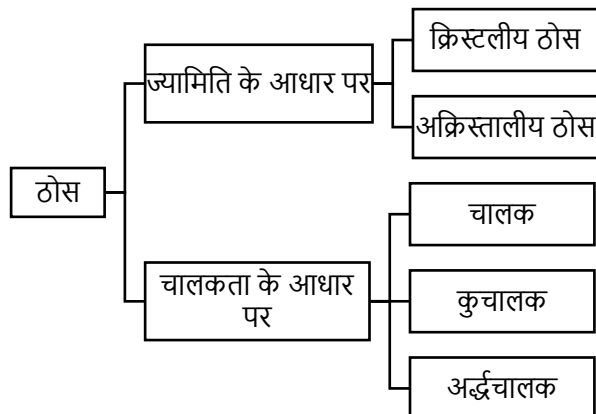 ठोस
ज्यामिति के आधार पर
क्रिस्टलीय ठोस
अक्रिस्तालीय ठोस
चालकता के आधार
पर
चालक
कुचालक
अर्द्धचालक